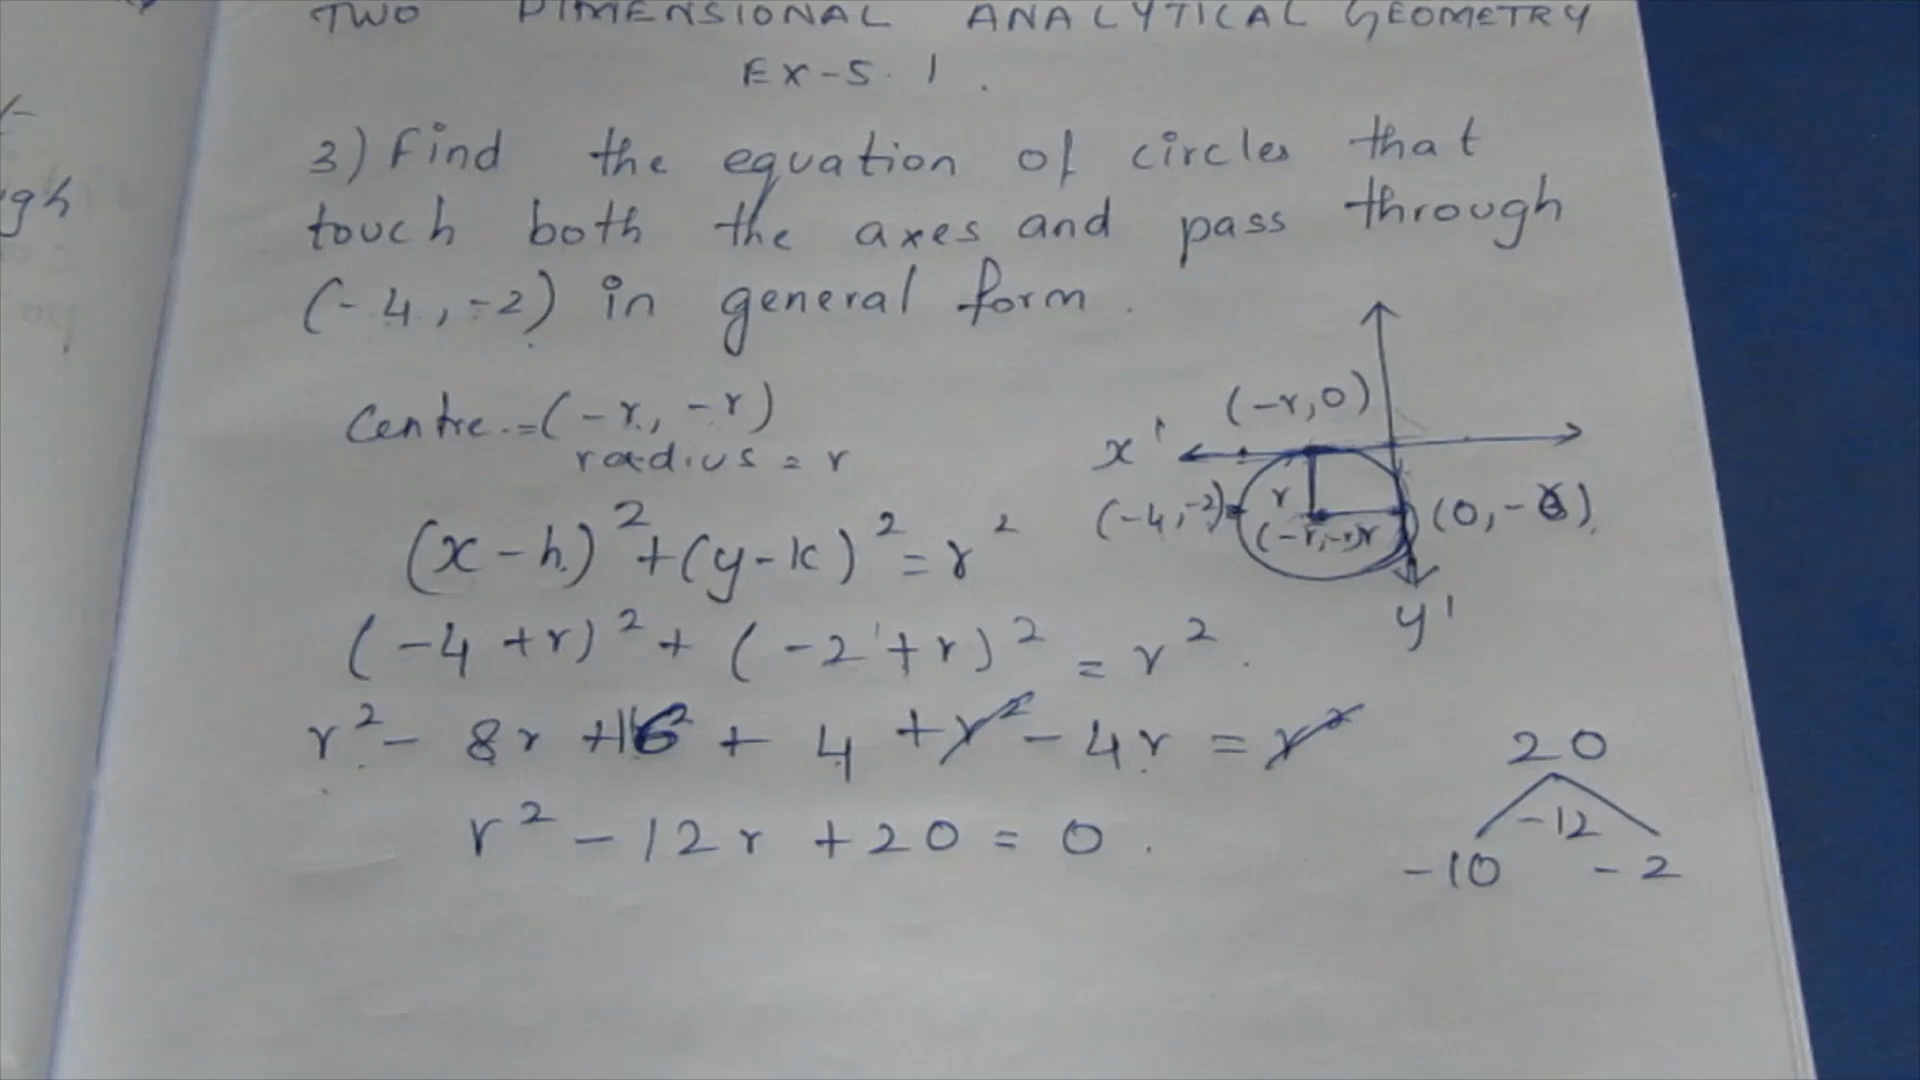 TWO DIMENSIONAL ANALYTICAL GEOMETRY
Ex-5.1.
3) Find the equation of circles that
touch both the axes and pass through
(-4,-2) in general form.
Centre = (-r, -r)
radius = r
(x-h)²+(y-k)²=r²
(-4+r)²+(-2+r)²=r².
r²-8r+16+4+r²-4r=r²
r²-12r+20=0.
(-r,0)
x'
(-4,-2)
r
(-r,-r)
r
(0,-r)
y'
20
-12
-10 -2
gh